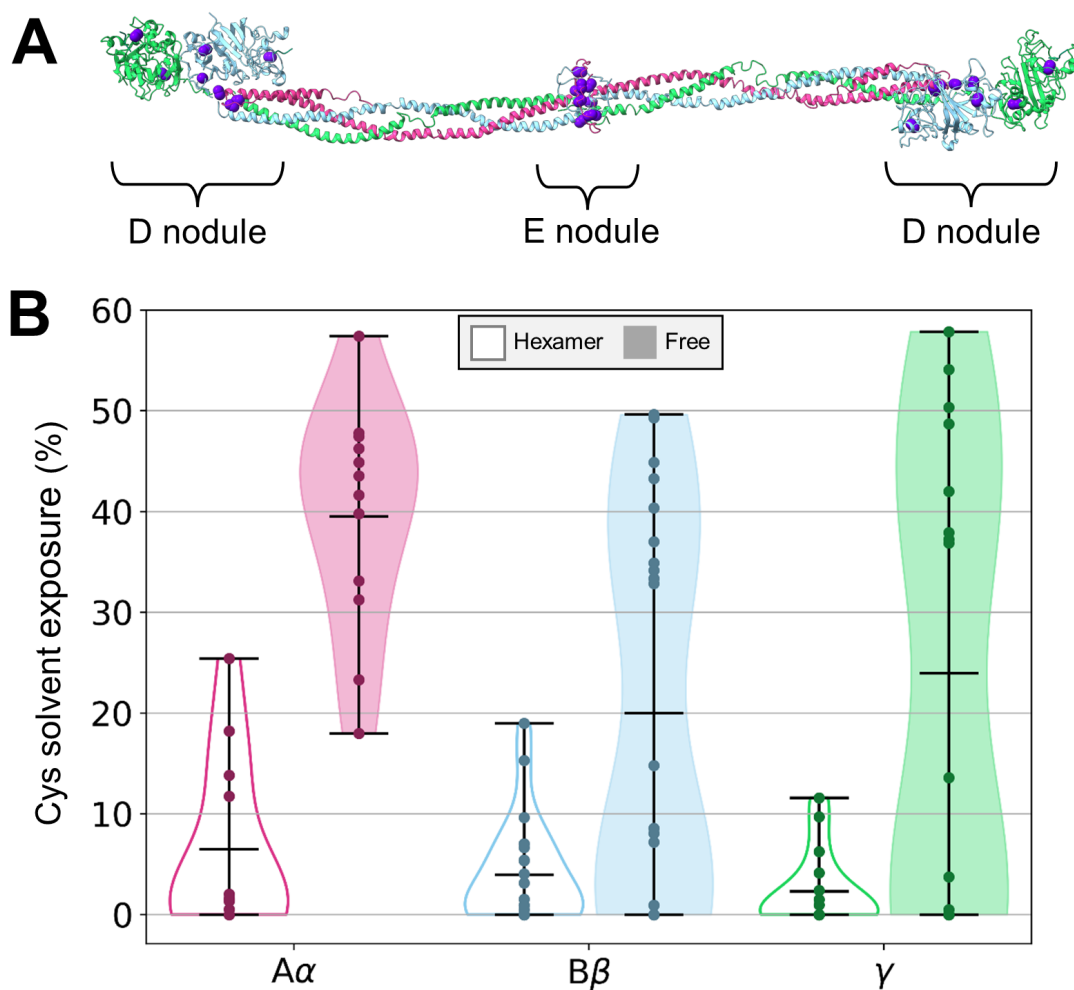 A
D nodule
E nodule
D nodule
B
Hexamer
Free
Cys solvent exposure (%)
60
50
40
30
20
10
0
Aα
Bβ
γ